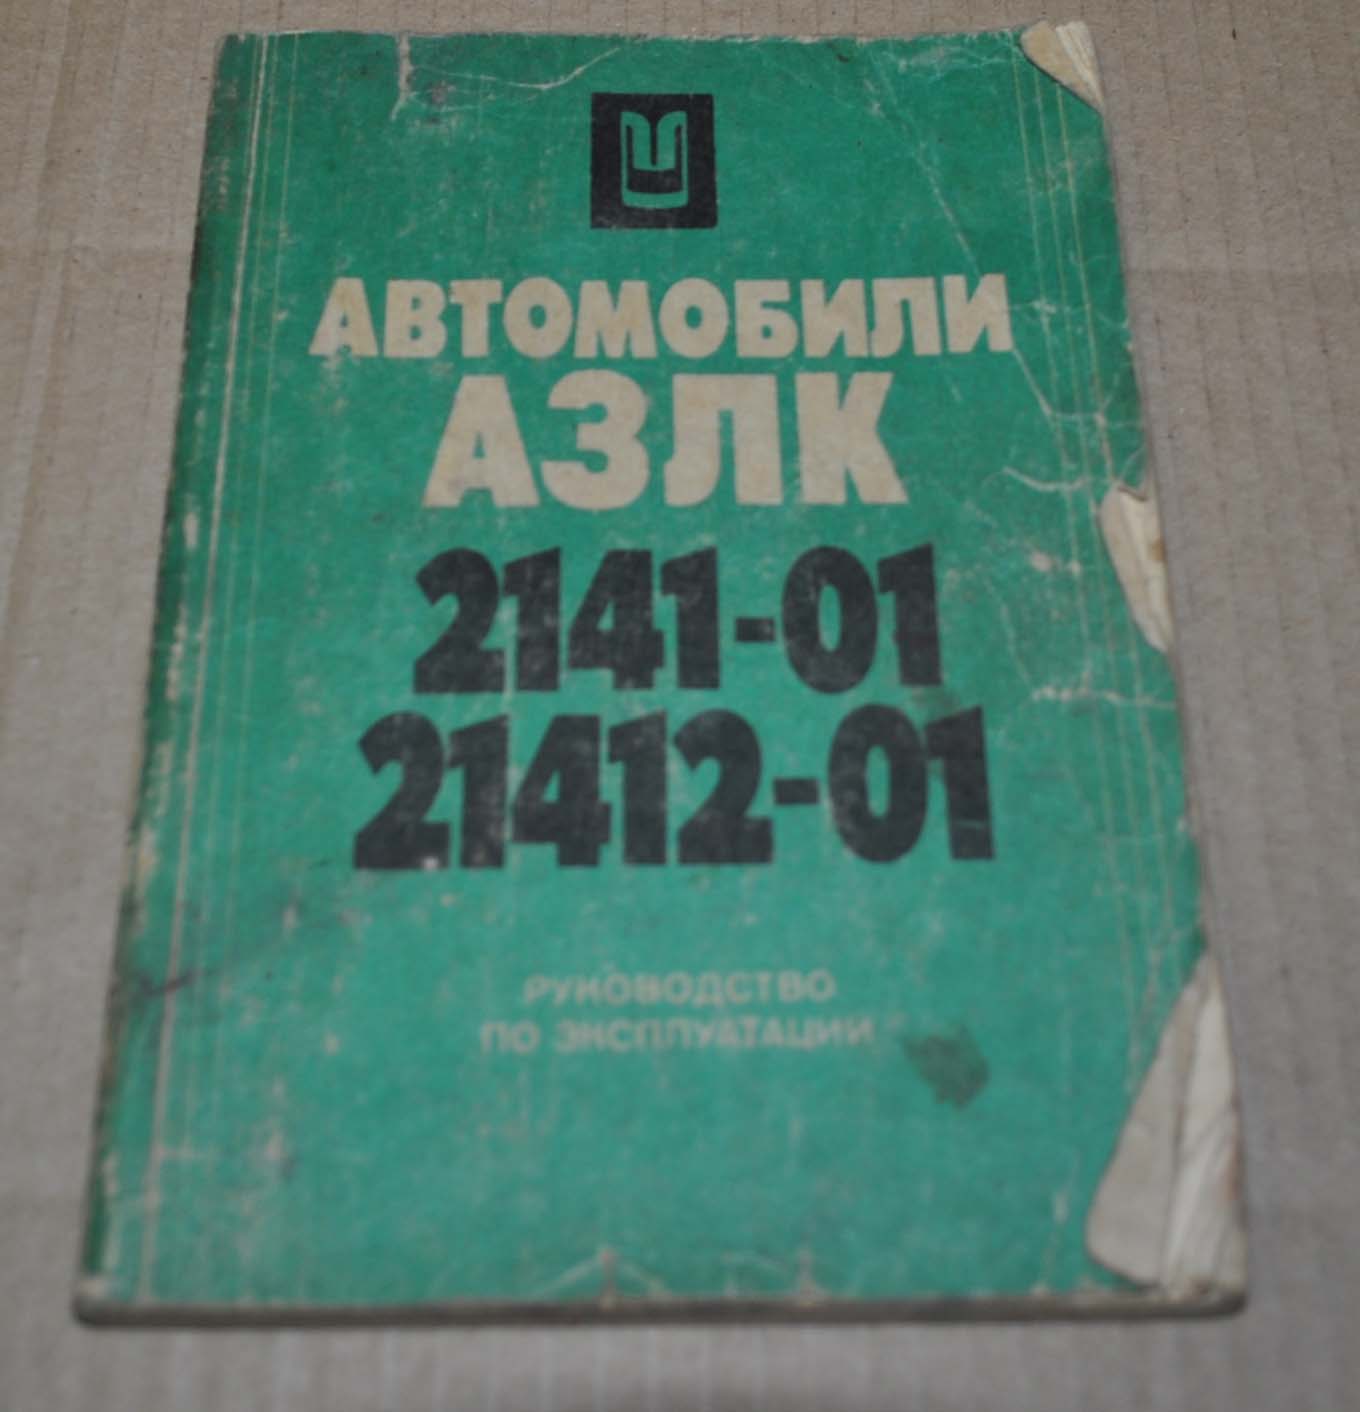 АВТОМОБИЛИ
АЗЛК
2141-01
21412-01
РУКОВОДСТВО
ПО ЭКСПЛУАТАЦИИ